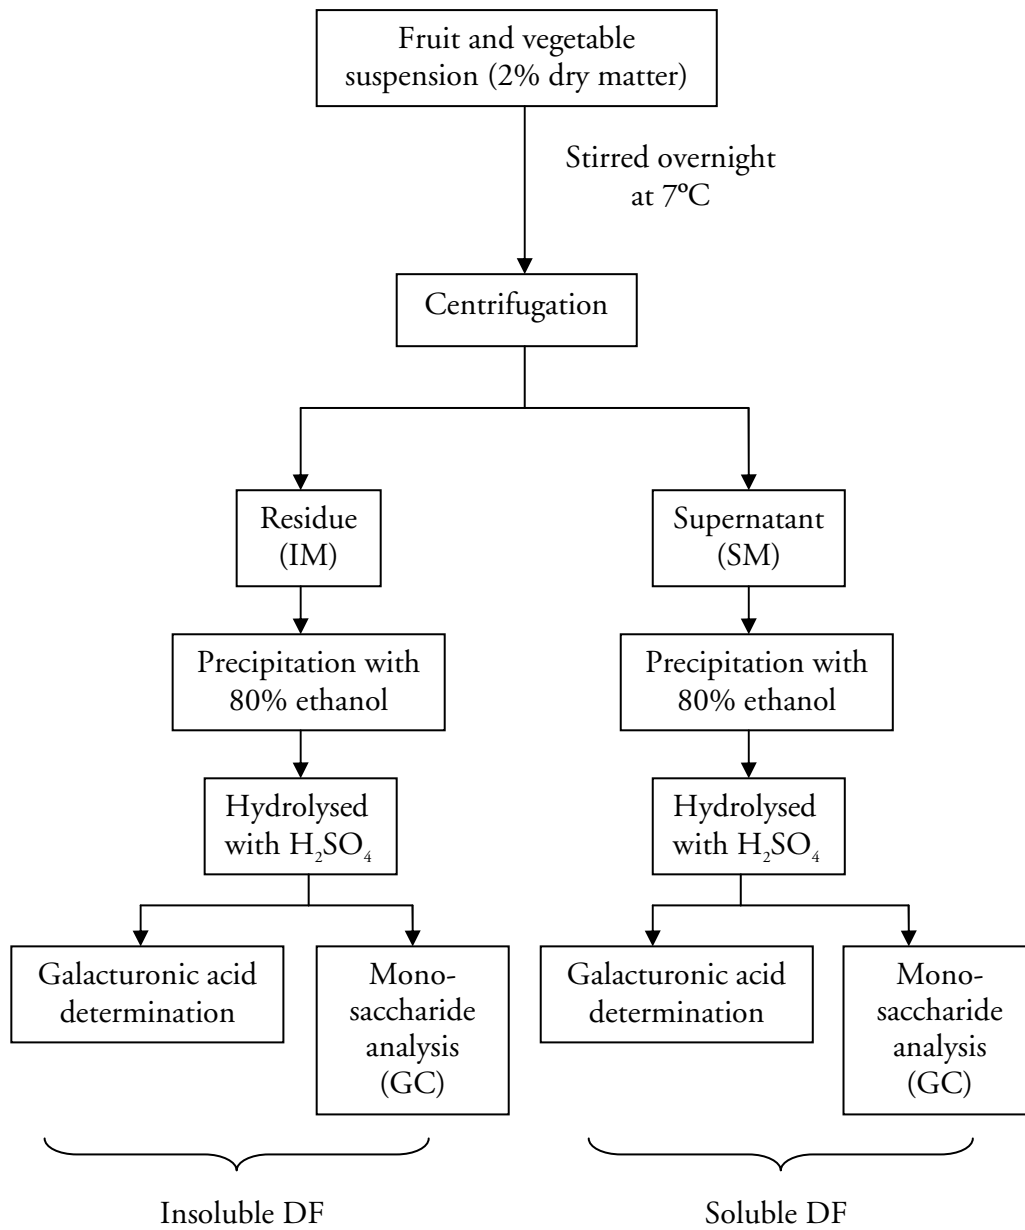 Fruit and vegetable
suspension (2% dry matter)
Stirred overnight
at 7ºC
Centrifugation
Residue
(IM)
Supernatant
(SM)
Precipitation with
80% ethanol
Precipitation with
80% ethanol
Hydrolysed
with H₂SO₄
Hydrolysed
with H₂SO₄
Galacturonic acid
determination
Mono-
saccharide
analysis
(GC)
Galacturonic acid
determination
Mono-
saccharide
analysis
(GC)
Insoluble DF
Soluble DF